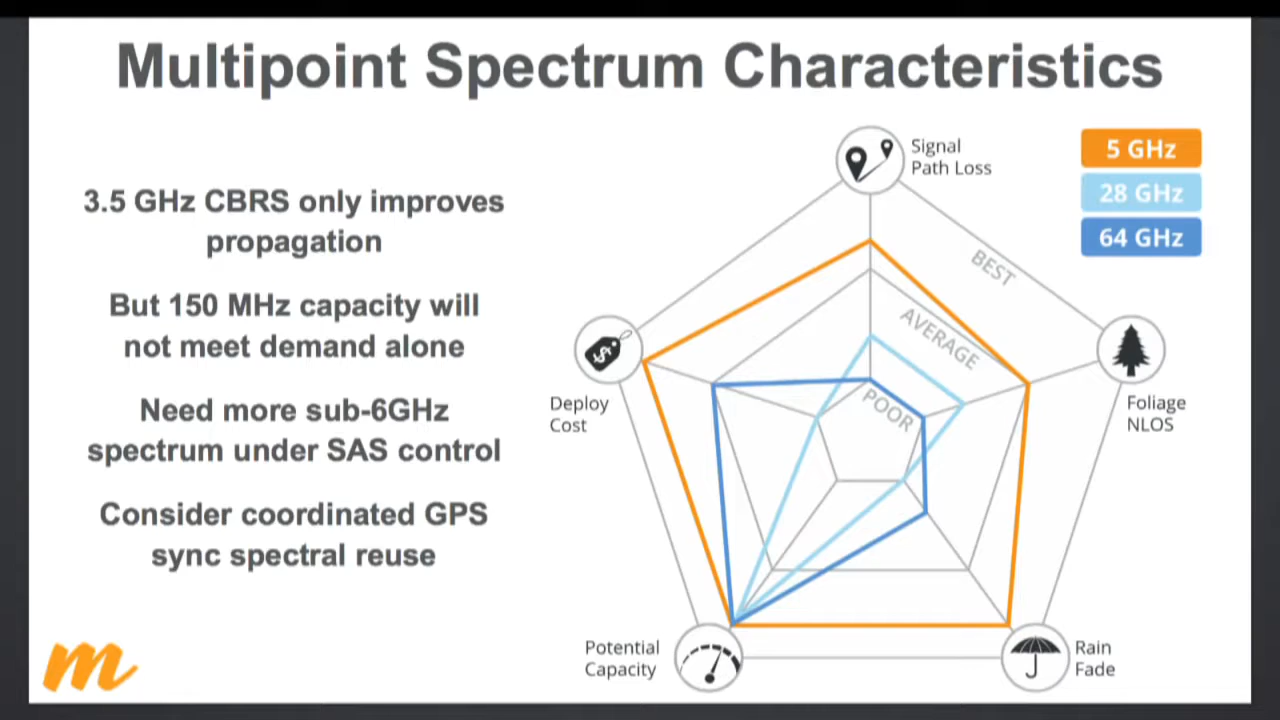 Multipoint Spectrum Characteristics
3.5 GHz CBRS only improves
propagation
But 150 MHz capacity will
not meet demand alone
Need more sub-6GHz
spectrum under SAS control
Consider coordinated GPS
sync spectral reuse
Signal
Path Loss
5 GHz
28 GHz
64 GHz
BEST
AVERAGE
POOR
$
Deploy
Cost
Foliage
NLOS
Potential
Capacity
Rain
Fade
m